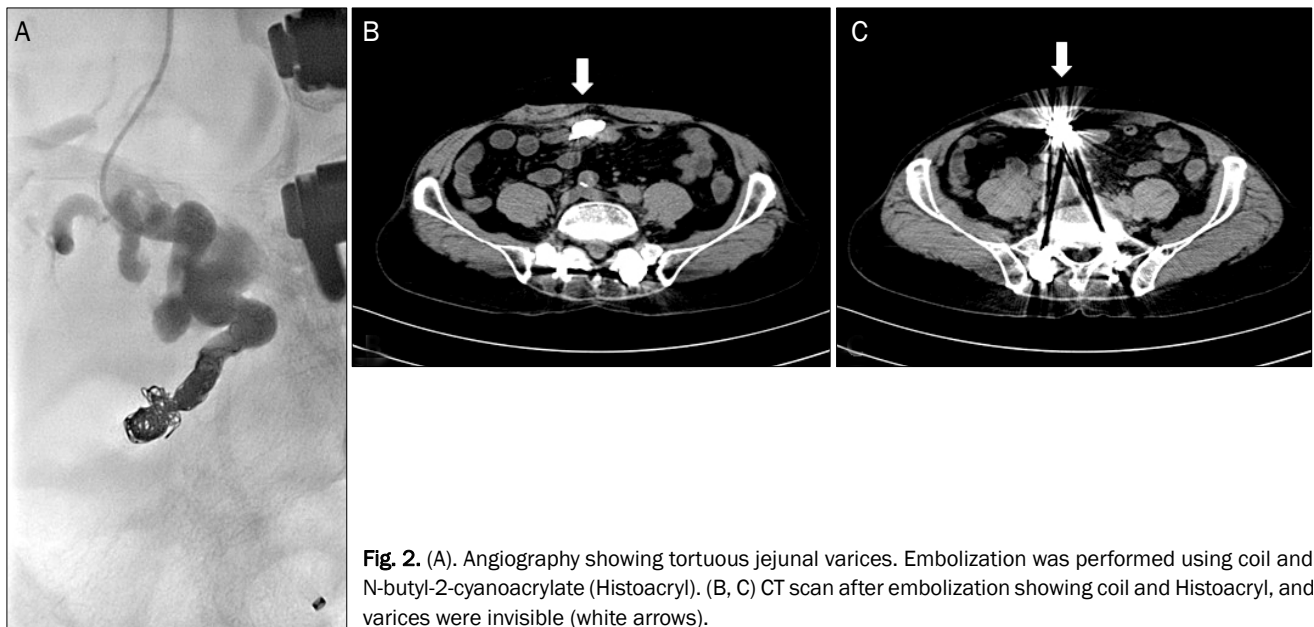 A
B
C
Fig. 2. (A). Angiography showing tortuous jejunal varices. Embolization was performed using coil and
N-butyl-2-cyanoacrylate (Histoacryl). (B, C) CT scan after embolization showing coil and Histoacryl, and
varices were invisible (white arrows).